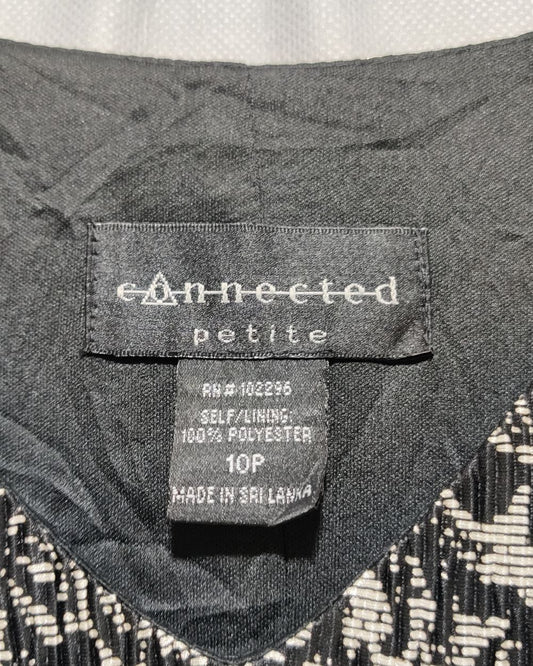 connected
petite
RN# 102296
SELF/LINING:
100% POLYESTER
10P
MADE IN SRI LANKA